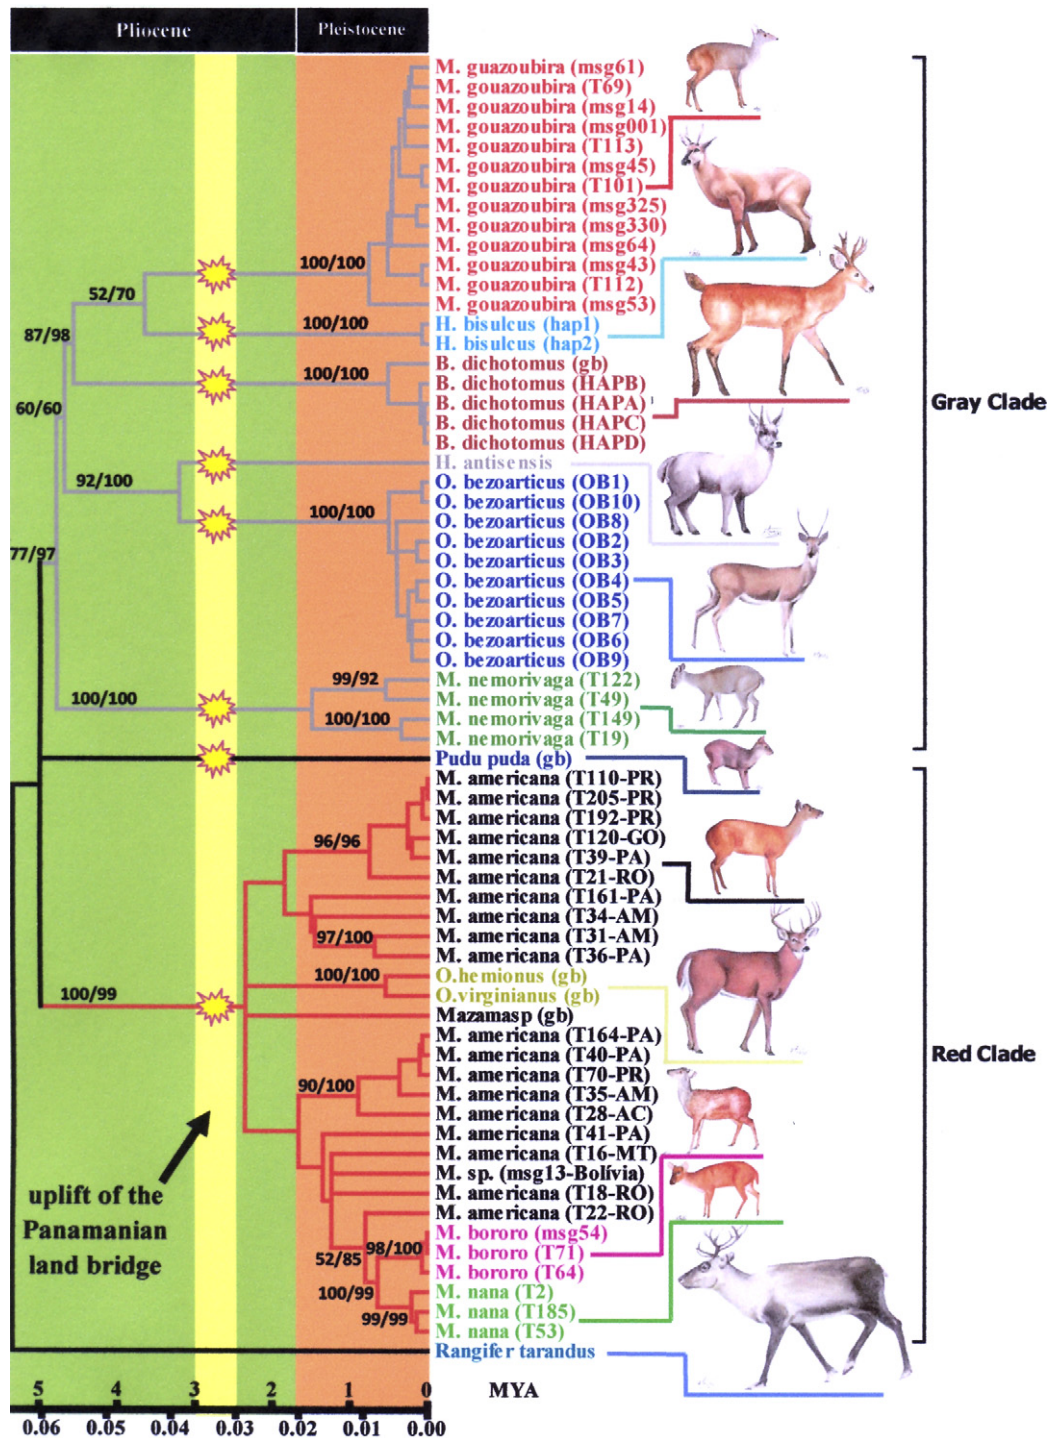 Pliocene
Pleistocene
M. guazoubira (msg61)
M. gouazoubira (T69)
M. gouazoubira (msg14)
M. gouazoubira (msg001)
M. gouazoubira (T113)
M. gouazoubira (msg45)
M. gouazoubira (T101)
M. gouazoubira (msg325)
M. gouazoubira (msg330)
M. gouazoubira (msg64)
M. gouazoubira (msg43)
M. gouazoubira (T112)
M. gouazoubira (msg53)
H. bisulcus (hap1)
H. bisulcus (hap2)
B. dichotomus (gb)
B. dichotomus (HAPB)
B. dichotomus (HAPA)
B. dichotomus (HAPC)
B. dichotomus (HAPD)
H. antisensis
O. bezoarticus (OB1)
O. bezoarticus (OB10)
O. bezoarticus (OB8)
O. bezoarticus (OB2)
O. bezoarticus (OB3)
O. bezoarticus (OB4)
O. bezoarticus (OB5)
O. bezoarticus (OB7)
O. bezoarticus (OB6)
O. bezoarticus (OB9)
M. nemorivaga (T122)
M. nemorivaga (T49)
M. nemorivaga (T149)
M. nemorivaga (T19)
Pudu puda (gb)
M. americana (T110-PR)
M. americana (T205-PR)
M. americana (T192-PR)
M. americana (T120-GO)
M. americana (T39-PA)
M. americana (T21-RO)
M. americana (T161-PA)
M. americana (T34-AM)
M. americana (T31-AM)
M. americana (T36-PA)
O.hemionus (gb)
O.virginianus (gb)
Mazamasp (gb)
M. americana (T164-PA)
M. americana (T40-PA)
M. americana (T70-PR)
M. americana (T35-AM)
M. americana (T28-AC)
M. americana (T41-PA)
M. americana (T16-MT)
M. sp. (msg13-Bolívia)
M. americana (T18-RO)
M. americana (T22-RO)
M. bororo (msg54)
M. bororo (T71)
M. bororo (T64)
M. nana (T2)
M. nana (T185)
M. nana (T53)
Rangifer tarandus
100/100
52/70
100/100
87/98
100/100
60/60
92/100
100/100
77/97
99/92
100/100
100/100
96/96
97/100
100/100
100/99
90/100
98/100
52/85
100/99
99/99
Gray Clade
Red Clade
uplift of the
Panamanian
land bridge
5 4 3 2 1 0 MYA
0.06 0.05 0.04 0.03 0.02 0.01 0.00